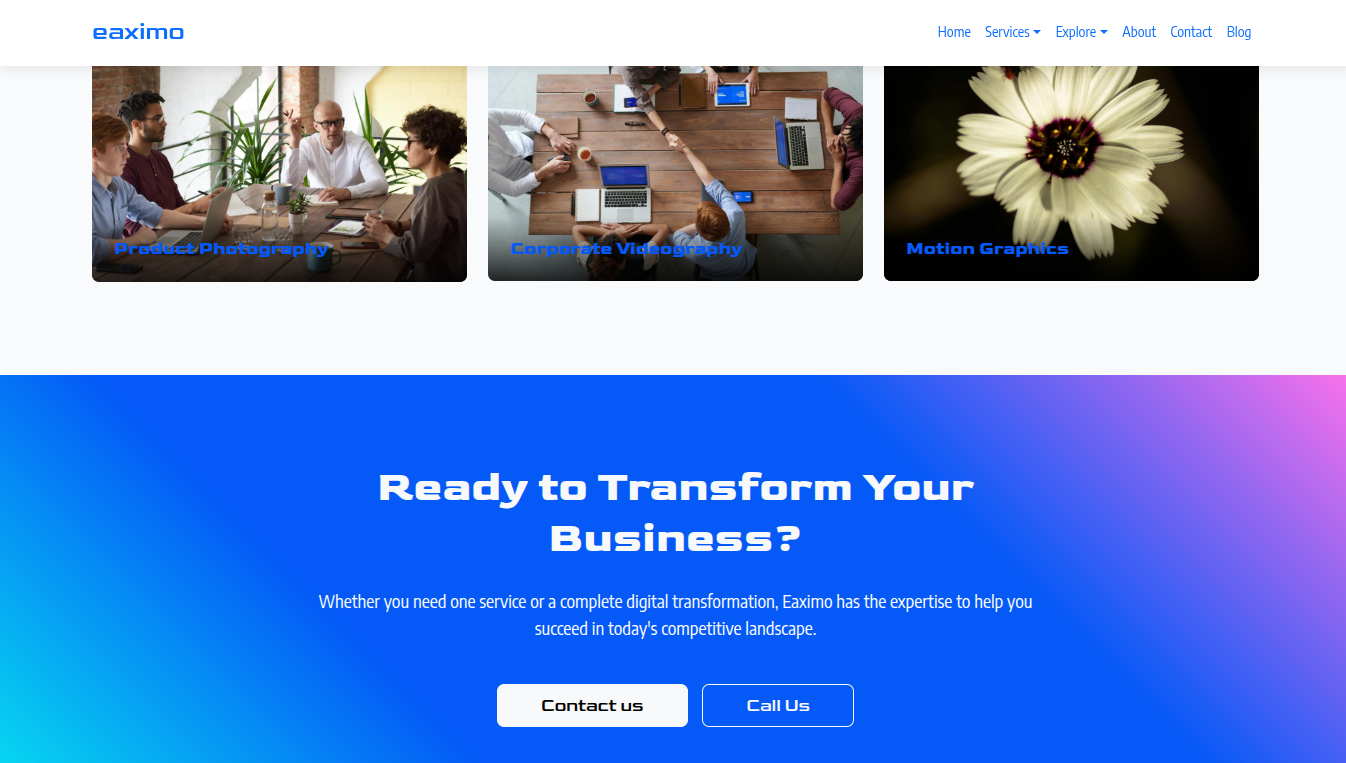 eaximo
Home Services Explore About Contact Blog
Product Photography
Corporate Videography
Motion Graphics
Ready to Transform Your
Business?
Whether you need one service or a complete digital transformation, Eaximo has the expertise to help you
succeed in today's competitive landscape.
Contact us
Call Us